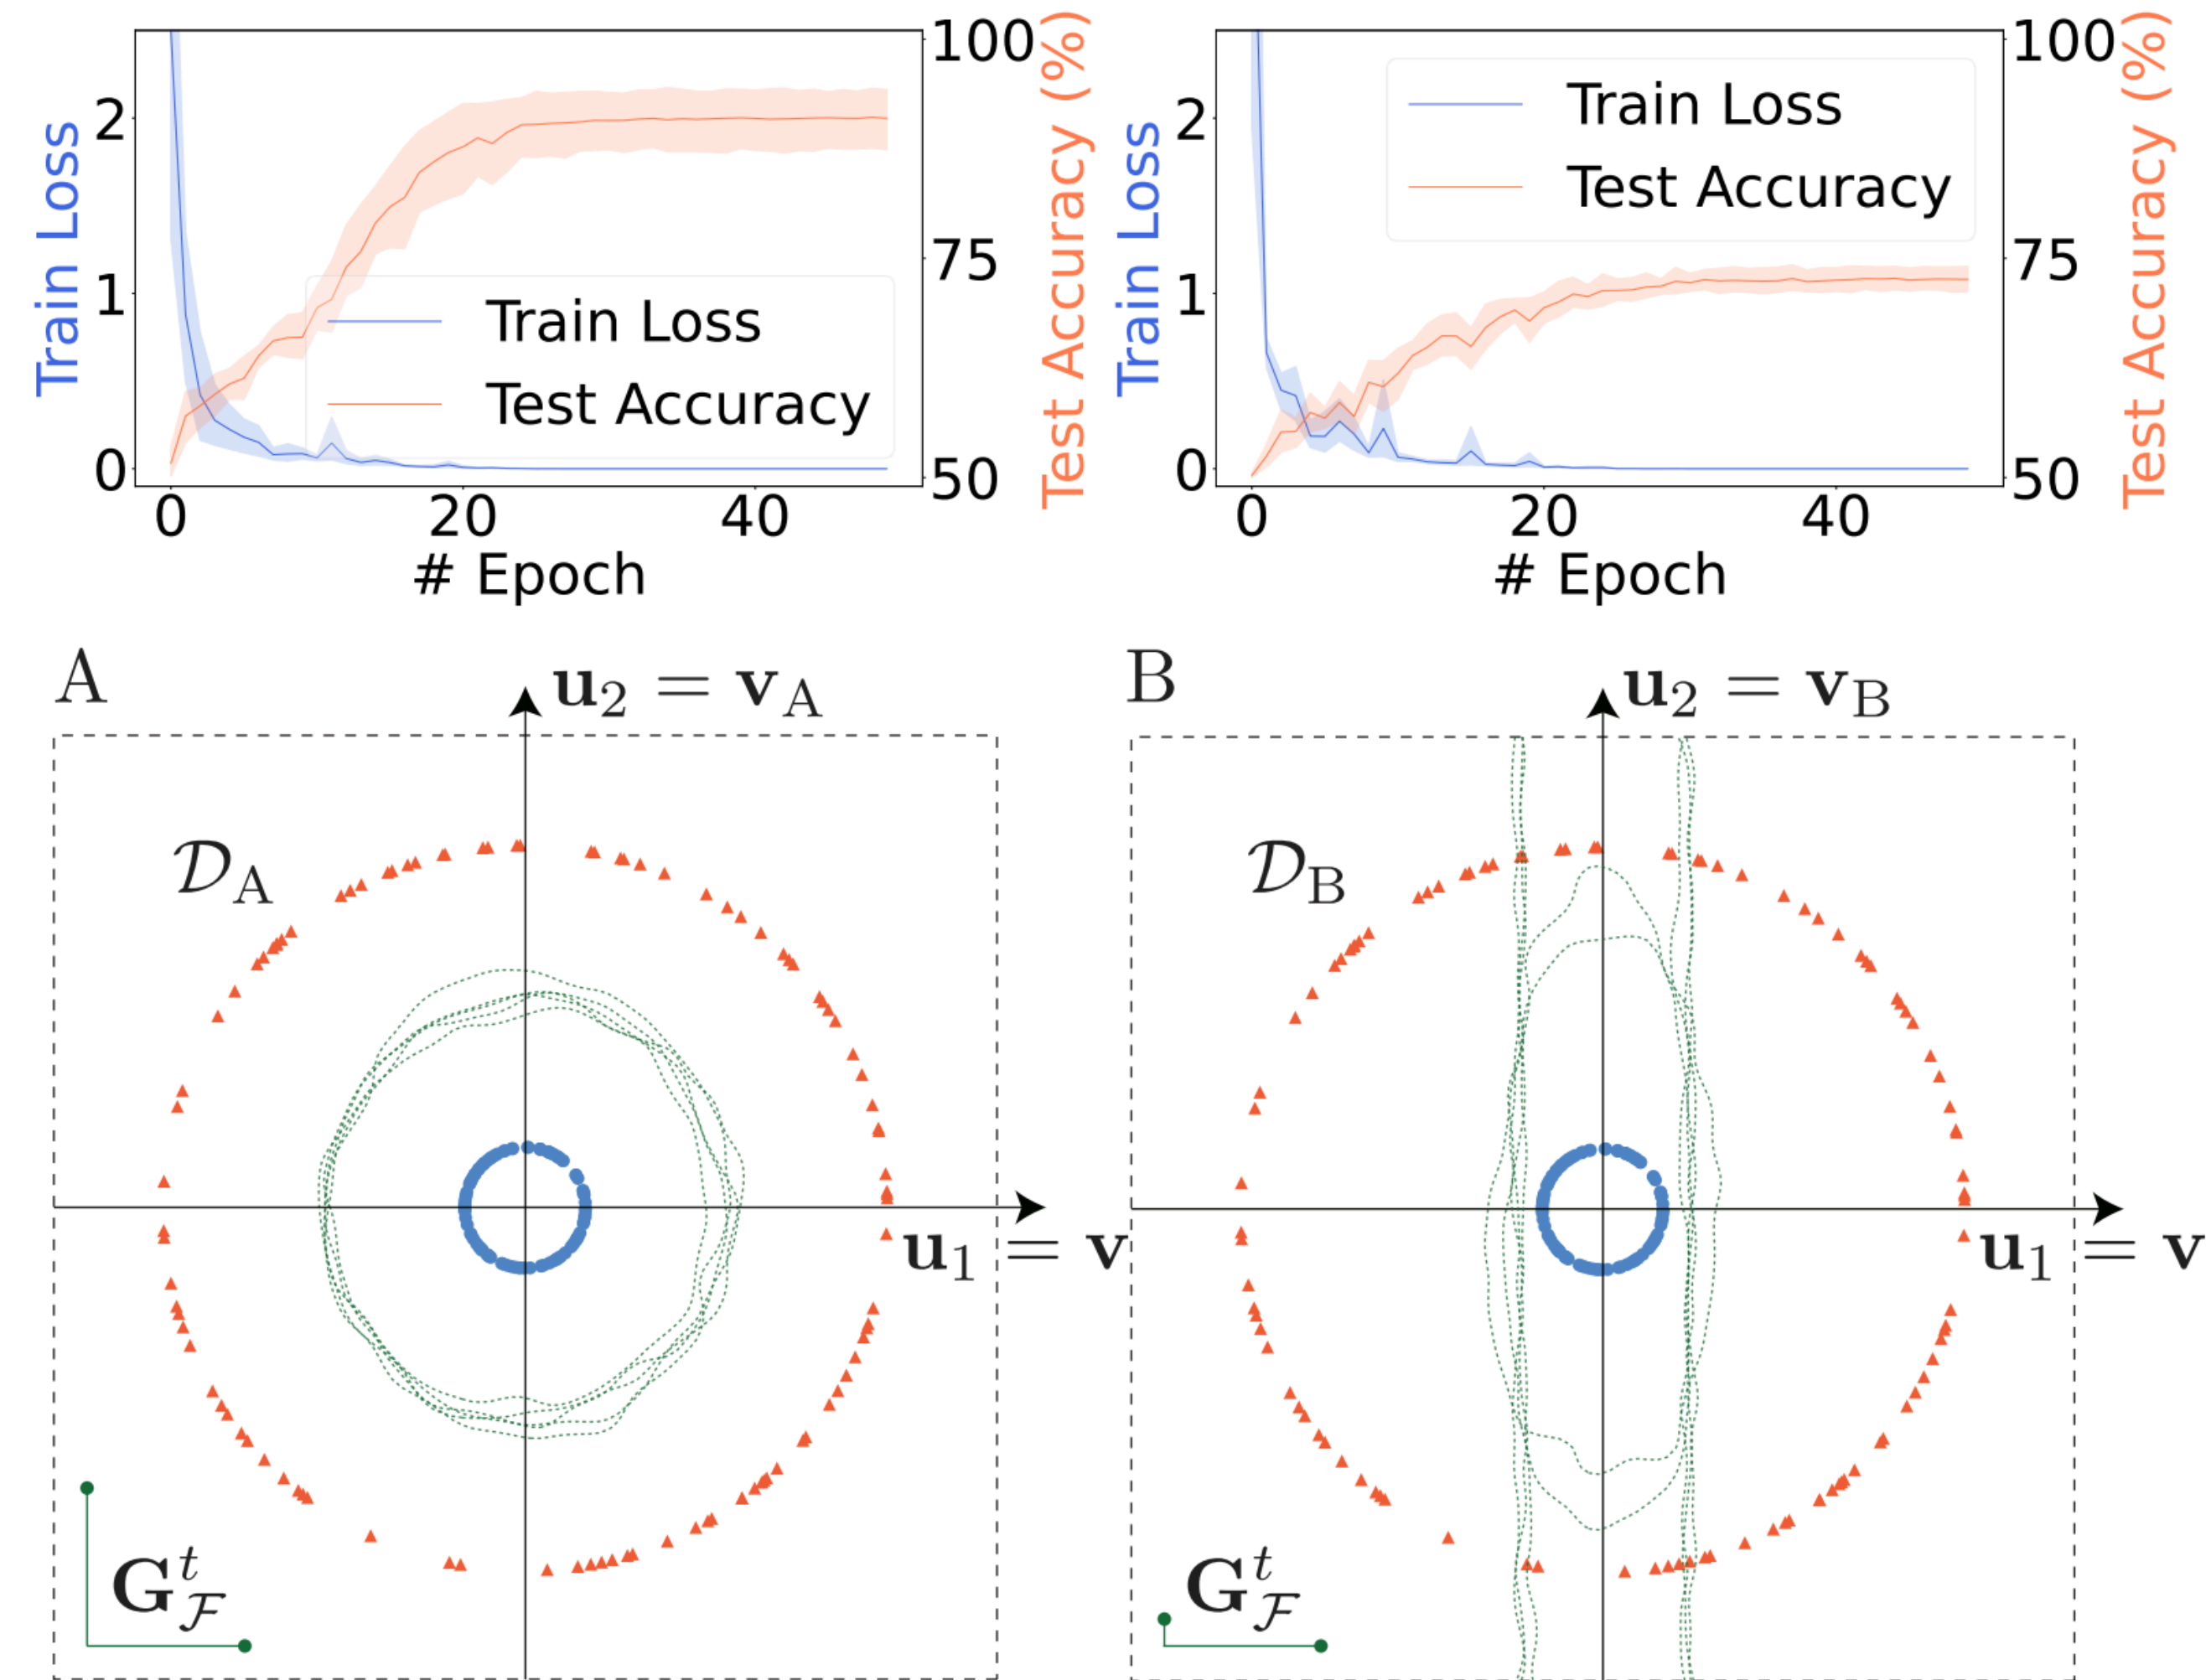 Train Loss
2
1
0
100
75
50
Test Accuracy (%)
Train Loss
Test Accuracy
0 20 40
# Epoch
Train Loss
2
1
0
100
75
50
Test Accuracy (%)
Train Loss
Test Accuracy
0 20 40
# Epoch
A
u₂ = v_A
𝒟_A
u₁ = v
G^t_ℱ
B
u₂ = v_B
𝒟_B
u₁ = v
G^t_ℱ